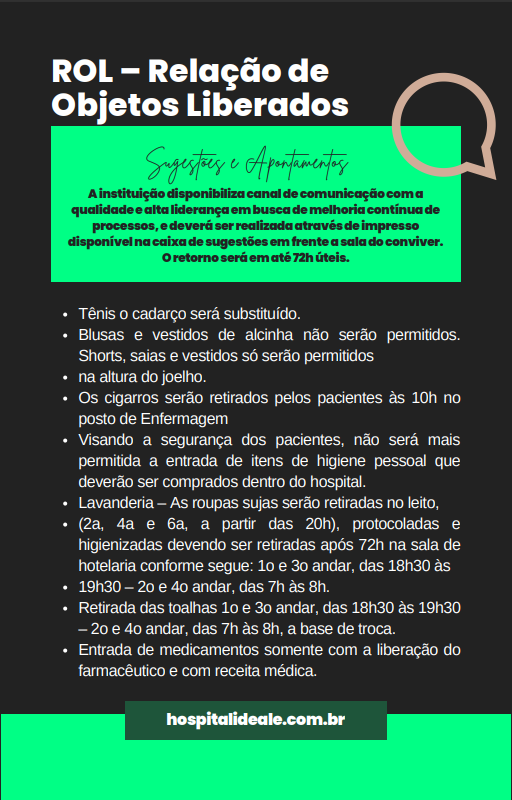 ROL – Relação de
Objetos Liberados
Sugestões e Apontamentos
A instituição disponibiliza canal de comunicação com a
qualidade e alta liderança em busca de melhoria contínua de
processos, e deverá ser realizada através de impresso
disponível na caixa de sugestões em frente a sala do conviver.
O retorno será em até 72h úteis.
• Tênis o cadarço será substituído.
• Blusas e vestidos de alcinha não serão permitidos.
Shorts, saias e vestidos só serão permitidos
• na altura do joelho.
• Os cigarros serão retirados pelos pacientes às 10h no
posto de Enfermagem
• Visando a segurança dos pacientes, não será mais
permitida a entrada de itens de higiene pessoal que
deverão ser comprados dentro do hospital.
• Lavanderia – As roupas sujas serão retiradas no leito,
• (2a, 4a e 6a, a partir das 20h), protocoladas e
higienizadas devendo ser retiradas após 72h na sala de
hotelaria conforme segue: 1o e 3o andar, das 18h30 às
• 19h30 – 2o e 4o andar, das 7h às 8h.
• Retirada das toalhas 1o e 3o andar, das 18h30 às 19h30
– 2o e 4o andar, das 7h às 8h, a base de troca.
• Entrada de medicamentos somente com a liberação do
farmacêutico e com receita médica.
hospitalideale.com.br